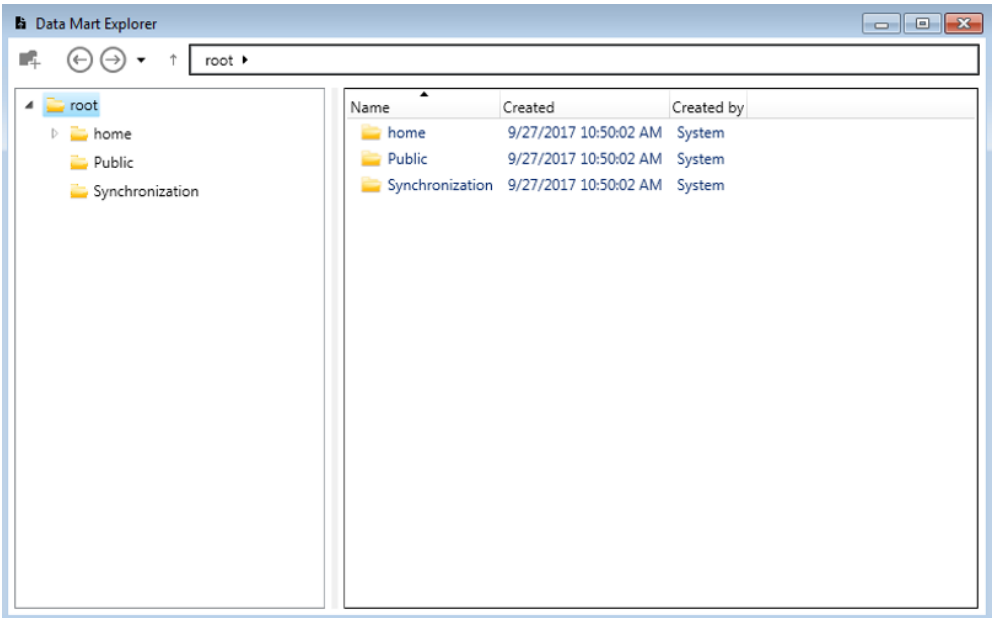 Data Mart Explorer
root
root
home
Public
Synchronization
Name Created Created by
home 9/27/2017 10:50:02 AM System
Public 9/27/2017 10:50:02 AM System
Synchronization 9/27/2017 10:50:02 AM System